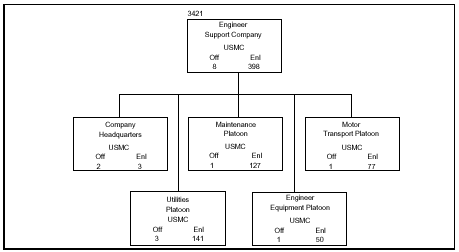 3421
Engineer
Support Company
USMC
Off Enl
8 398
Company
Headquarters
USMC
Off Enl
2 3
Maintenance
Platoon
USMC
Off Enl
1 127
Motor
Transport Platoon
USMC
Off Enl
1 77
Utilities
Platoon
USMC
Off Enl
3 141
Engineer
Equipment Platoon
USMC
Off Enl
1 50